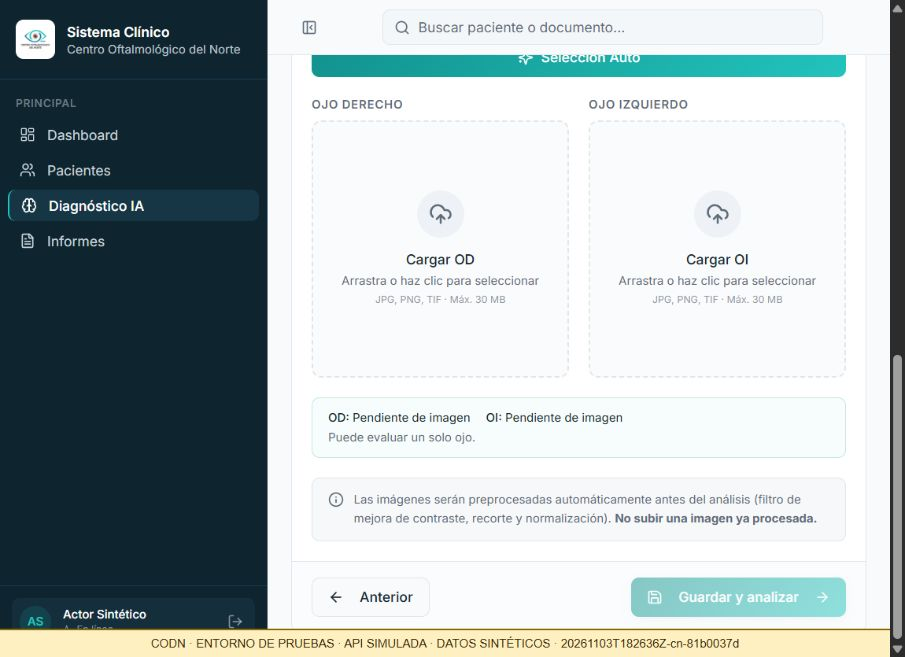 Sistema Clínico
Centro Oftalmológico del Norte
Buscar paciente o documento...
PRINCIPAL
Dashboard
Pacientes
Diagnóstico IA
Informes
Selección Auto
OJO DERECHO
OJO IZQUIERDO
Cargar OD
Arrastra o haz clic para seleccionar
JPG, PNG, TIF · Máx. 30 MB
Cargar OI
Arrastra o haz clic para seleccionar
JPG, PNG, TIF · Máx. 30 MB
OD: Pendiente de imagen OI: Pendiente de imagen
Puede evaluar un solo ojo.
Las imágenes serán preprocesadas automáticamente antes del análisis (filtro de
mejora de contraste, recorte y normalización). No subir una imagen ya procesada.
Anterior
Guardar y analizar
AS
Actor Sintético
CODN · ENTORNO DE PRUEBAS · API SIMULADA · DATOS SINTÉTICOS · 20261103T182636Z-cn-81b0037d